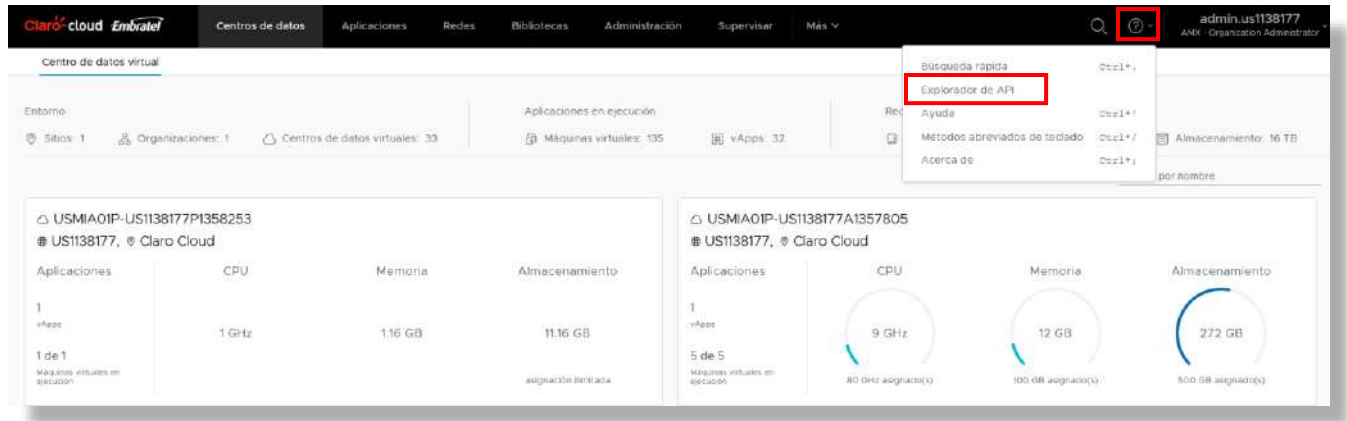 Claro cloud Embratel Centros de datos Aplicaciones Redes Bibliotecas Administración Supervisar Más admin.us1138177
ANX - Organization Administrator
Centro de datos virtual
Búsqueda rápida
Explorador de API
Ayuda
Métodos abreviados de teclado Ctrl+/
Acerca de
Entorno Aplicaciones en ejecución
Sitios: 1 Organizaciones: 1 Centros de datos virtuales: 33 Máquinas virtuales: 135 vApps: 32 Almacenamiento: 16 TB
por nombre
USMIA01P-US1138177P1358253
US1138177, Claro Cloud
Aplicaciones CPU Memoria Almacenamiento
1
vApps
1 GHz 1.16 GB 11.16 GB
1 de 1
Máquinas virtuales en
ejecución
asignación ilimitada
USMIA01P-US1138177A1357805
US1138177, Claro Cloud
Aplicaciones CPU Memoria Almacenamiento
1
vApps
9 GHz 12 GB 272 GB
5 de 5
Máquinas virtuales en
ejecución
80 GHz asignado(s) 100 GB asignado(s) 500 GB asignado(s)